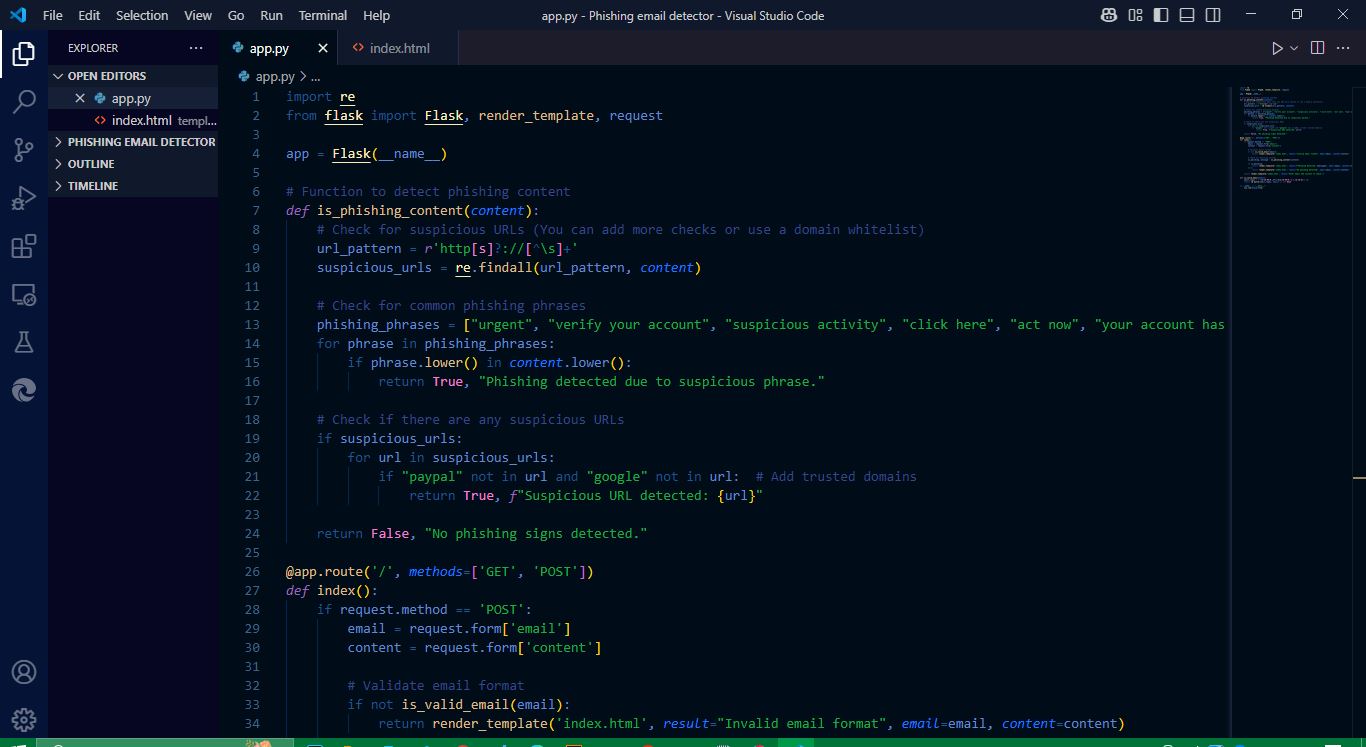 File Edit Selection View Go Run Terminal Help app.py - Phishing email detector - Visual Studio Code
EXPLORER ...
app.py
index.html
OPEN EDITORS
app.py
index.html templ...
PHISHING EMAIL DETECTOR
OUTLINE
TIMELINE
app.py > ...
1 import re
2 from flask import Flask, render_template, request
3
4 app = Flask(__name__)
5
6 # Function to detect phishing content
7 def is_phishing_content(content):
8 # Check for suspicious URLs (You can add more checks or use a domain whitelist)
9 url_pattern = r'http[s]?://[^\s]+'
10 suspicious_urls = re.findall(url_pattern, content)
11
12 # Check for common phishing phrases
13 phishing_phrases = ["urgent", "verify your account", "suspicious activity", "click here", "act now", "your account has
14 for phrase in phishing_phrases:
15 if phrase.lower() in content.lower():
16 return True, "Phishing detected due to suspicious phrase."
17
18 # Check if there are any suspicious URLs
19 if suspicious_urls:
20 for url in suspicious_urls:
21 if "paypal" not in url and "google" not in url: # Add trusted domains
22 return True, f"Suspicious URL detected: {url}"
23
24 return False, "No phishing signs detected."
25
26 @app.route('/', methods=['GET', 'POST'])
27 def index():
28 if request.method == 'POST':
29 email = request.form['email']
30 content = request.form['content']
31
32 # Validate email format
33 if not is_valid_email(email):
34 return render_template('index.html', result="Invalid email format", email=email, content=content)